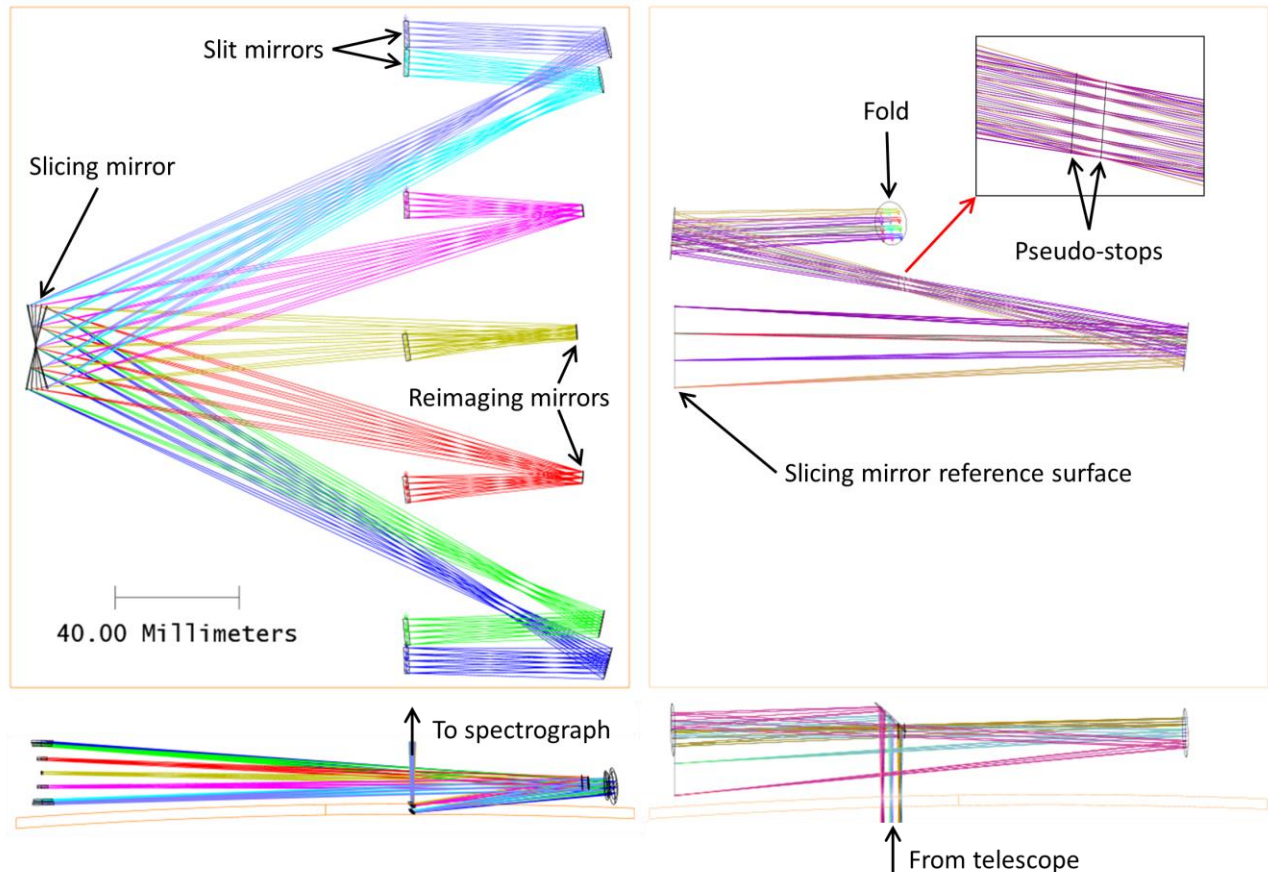 Slit mirrors
Slicing mirror
Reimaging mirrors
40.00 Millimeters
Fold
Pseudo-stops
Slicing mirror reference surface
To spectrograph
From telescope